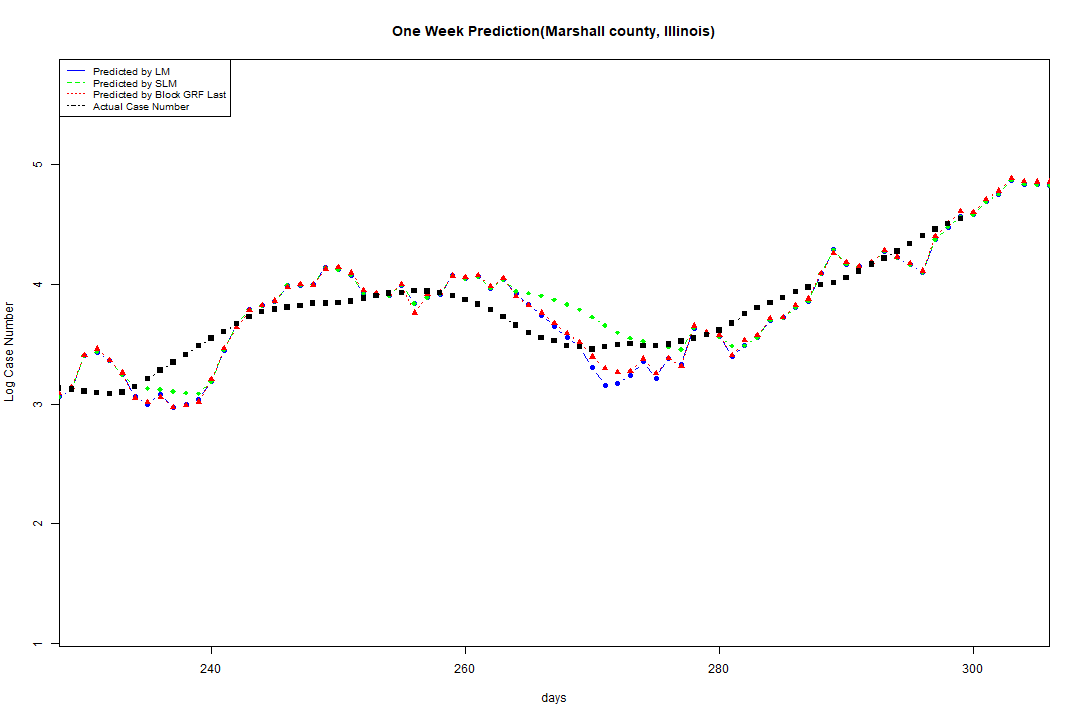 One Week Prediction(Marshall county, Illinois)
Predicted by LM
Predicted by SLM
Predicted by Block GRF Last
Actual Case Number
5
4
3
2
1
Log Case Number
240 260 280 300
days